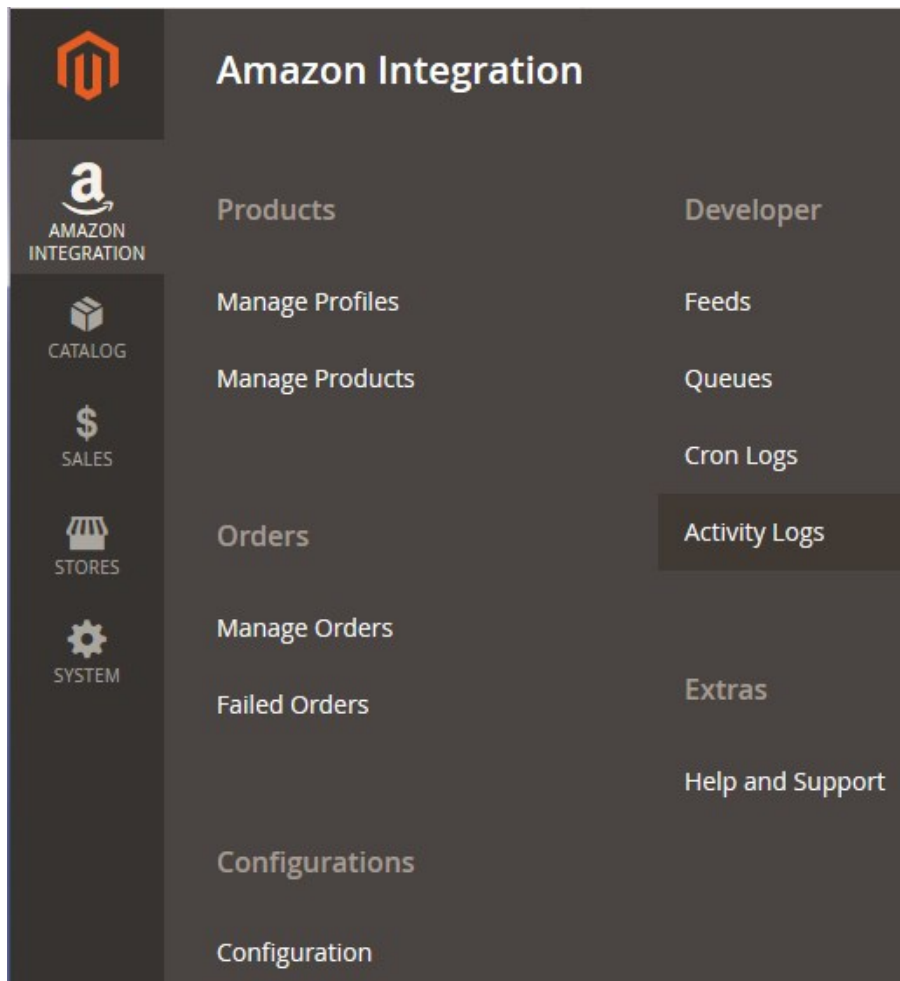 Amazon Integration
a
AMAZON
INTEGRATION
CATALOG
$
SALES
STORES
SYSTEM
Products
Manage Profiles
Manage Products
Orders
Manage Orders
Failed Orders
Configurations
Configuration
Developer
Feeds
Queues
Cron Logs
Activity Logs
Extras
Help and Support